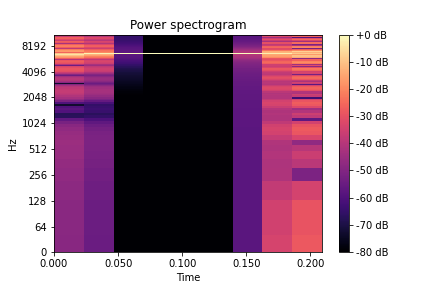 Power spectrogram
8192
4096
2048
1024
512
256
128
64
0
Hz
0.000 0.050 0.100 0.150 0.200
Time
+0 dB
-10 dB
-20 dB
-30 dB
-40 dB
-50 dB
-60 dB
-70 dB
-80 dB